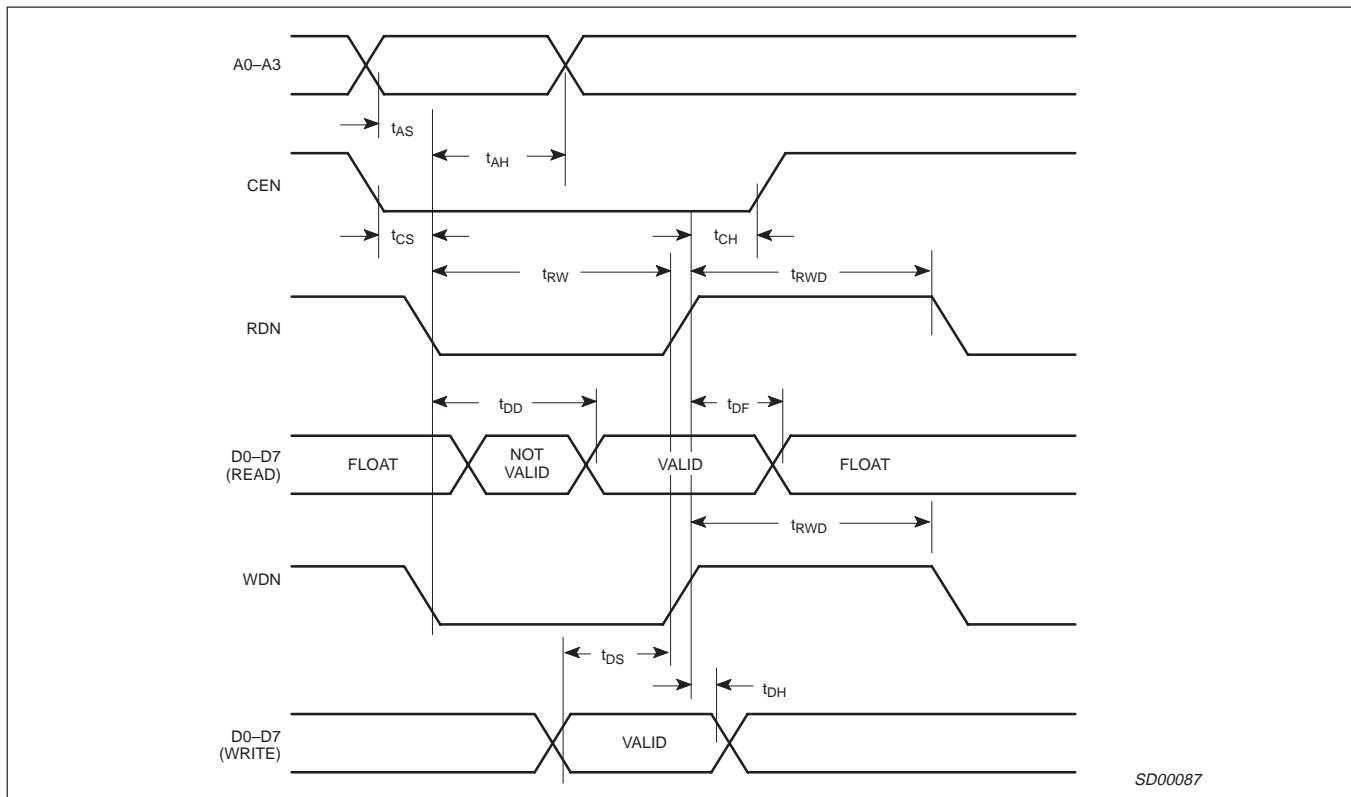 A0–A3
tAS
tAH
CEN
tCS
tCH
tRW
tRWD
RDN
tDD
tDF
D0–D7
(READ)
FLOAT
NOT
VALID
VALID
FLOAT
tRWD
WDN
tDS
tDH
D0–D7
(WRITE)
VALID
SD00087